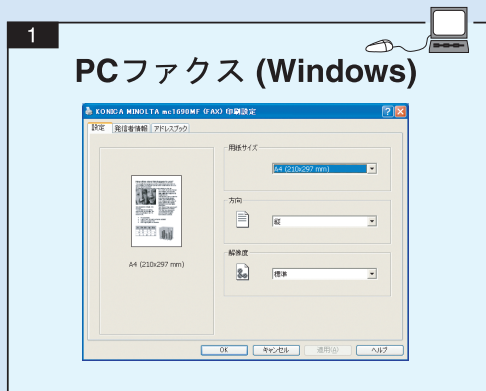 1
PCファクス (Windows)
KONICA MINOLTA mc1690MF (FAX) 印刷設定
設定 発信者情報 アドレスブック
用紙サイズ
A4 (210x297 mm)
方向
縦
A4 (210x297 mm)
解像度
標準
OK キャンセル 適用(A) ヘルプ